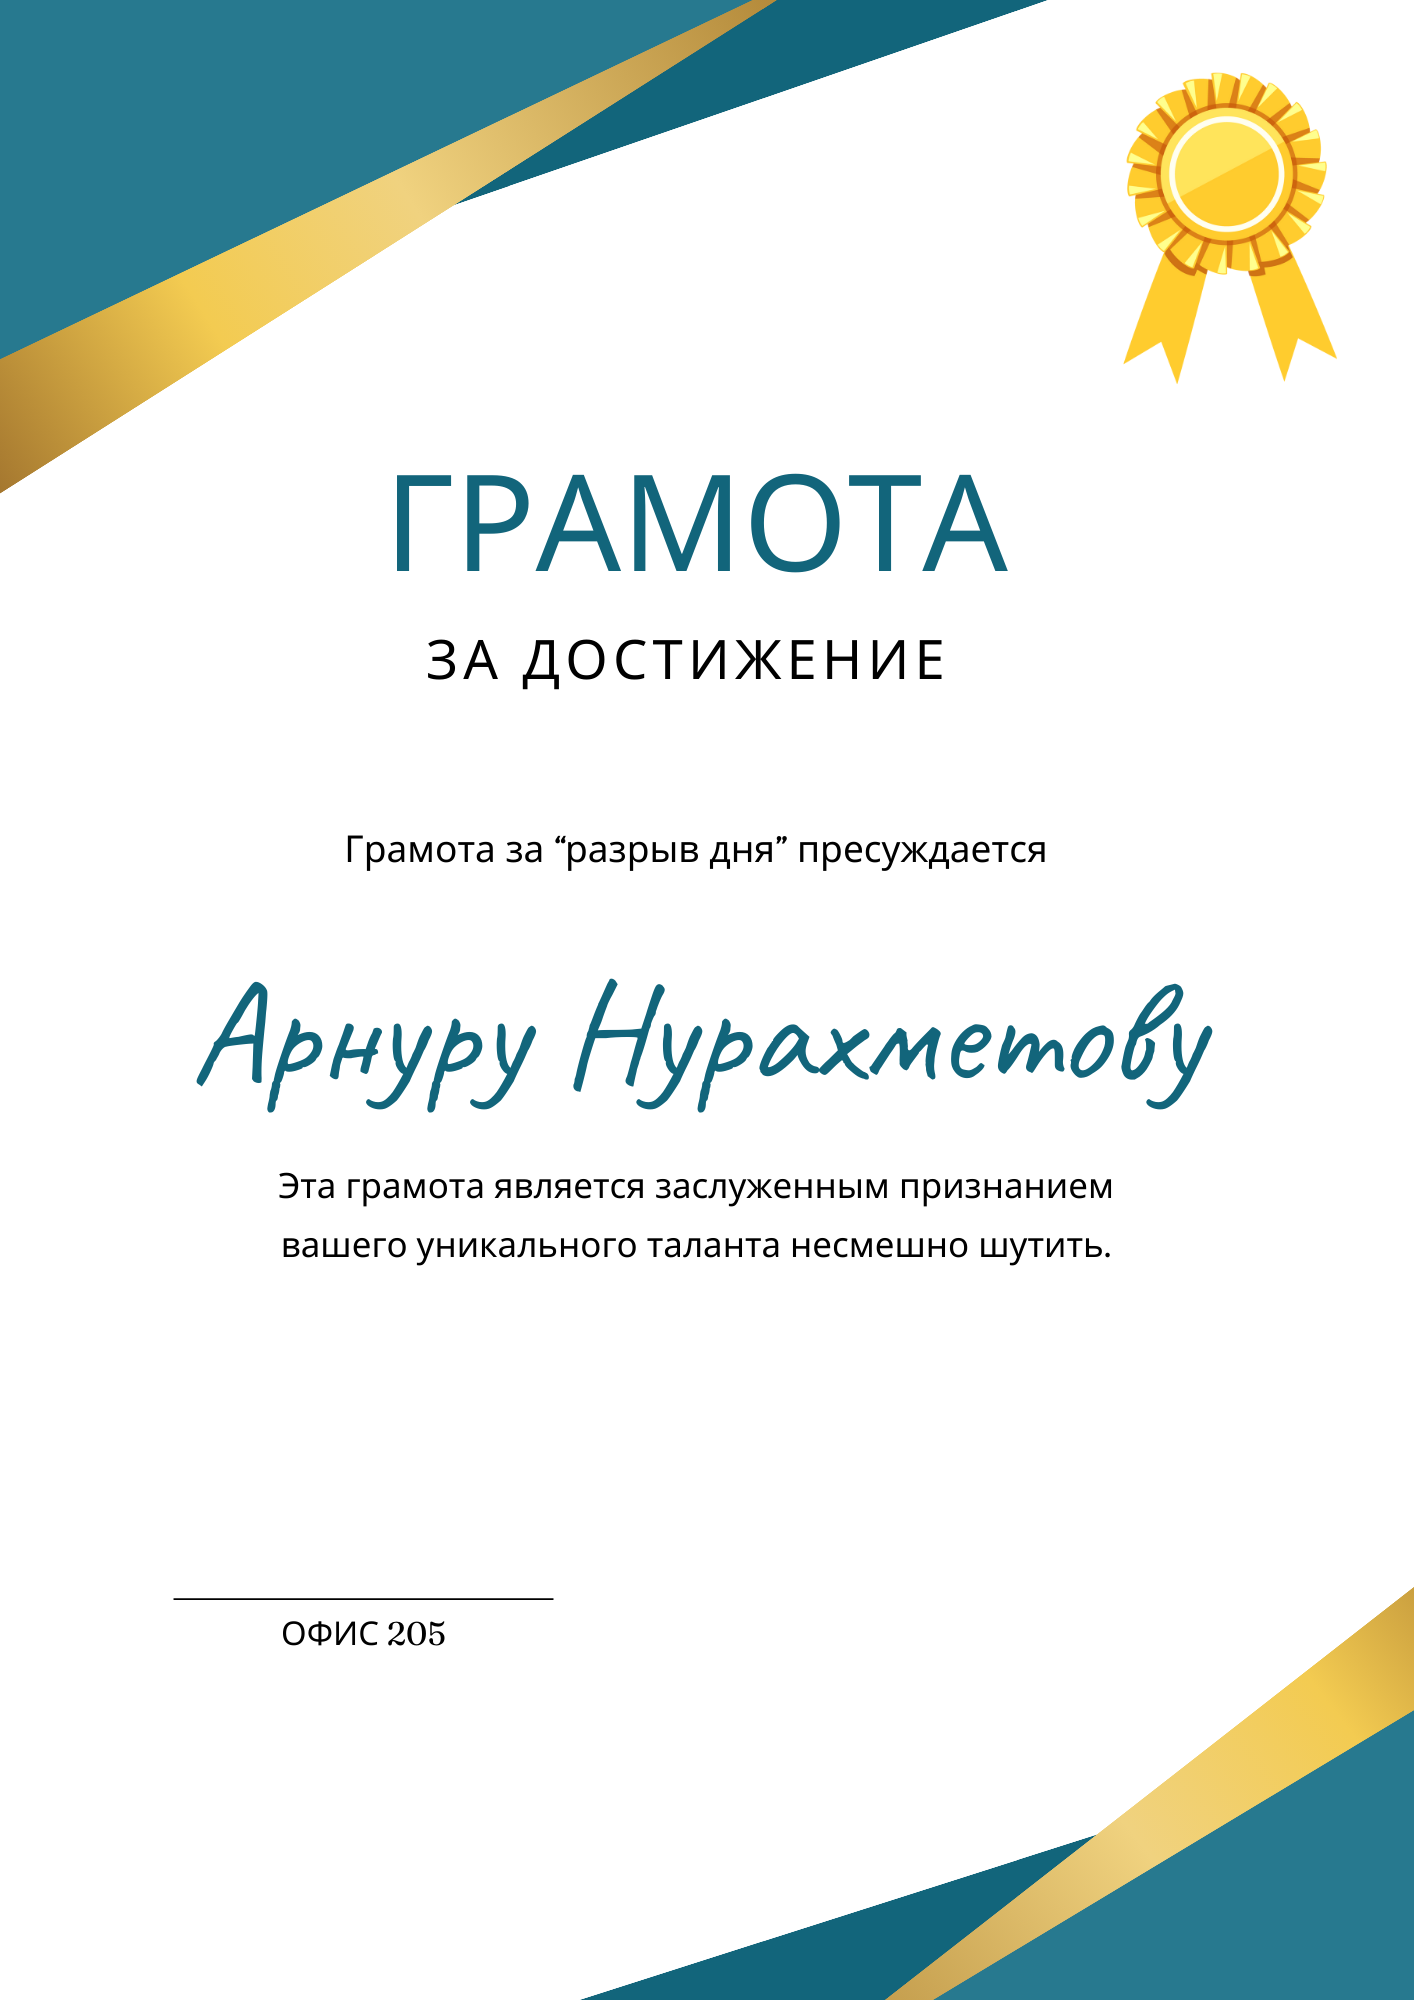 ГРАМОТА
ЗА ДОСТИЖЕНИЕ
Грамота за “разрыв дня” пресуждается
Арнуру Нурахметову
Эта грамота является заслуженным признанием
вашего уникального таланта несмешно шутить.
ОФИС 205